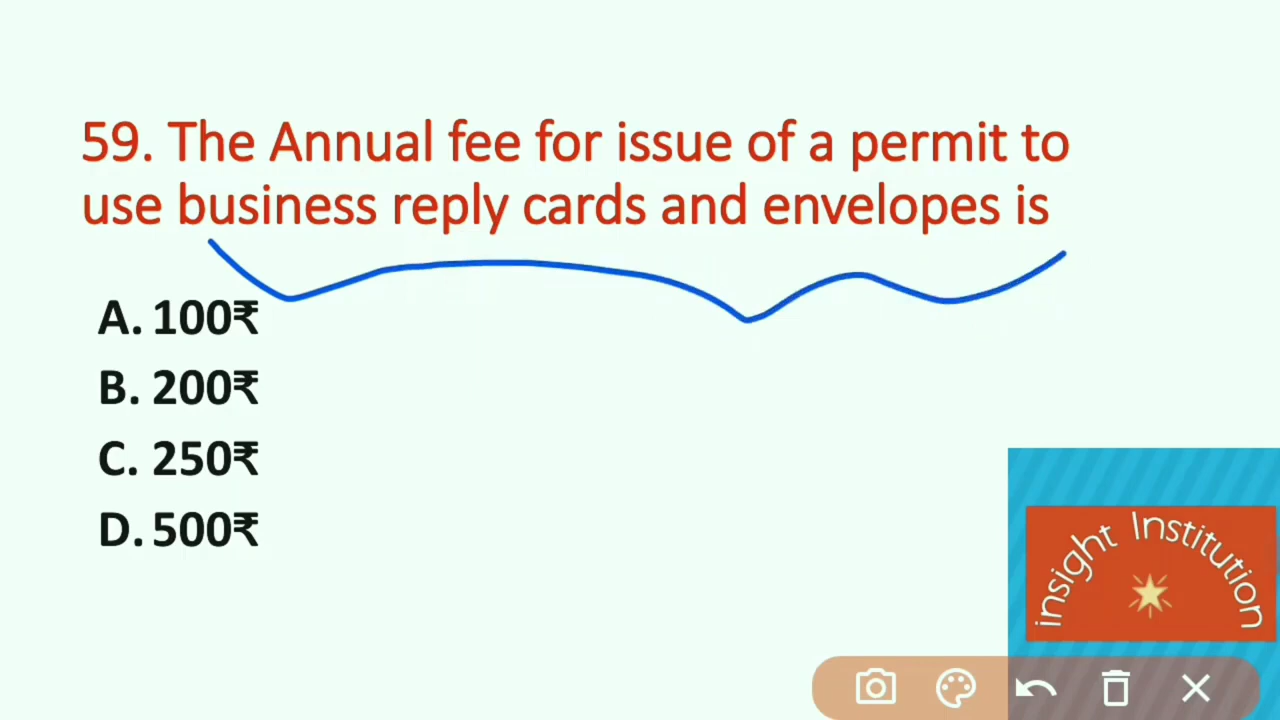 59. The Annual fee for issue of a permit to
use business reply cards and envelopes is
A. 100₹
B. 200₹
C. 250₹
D. 500₹
insight Institution